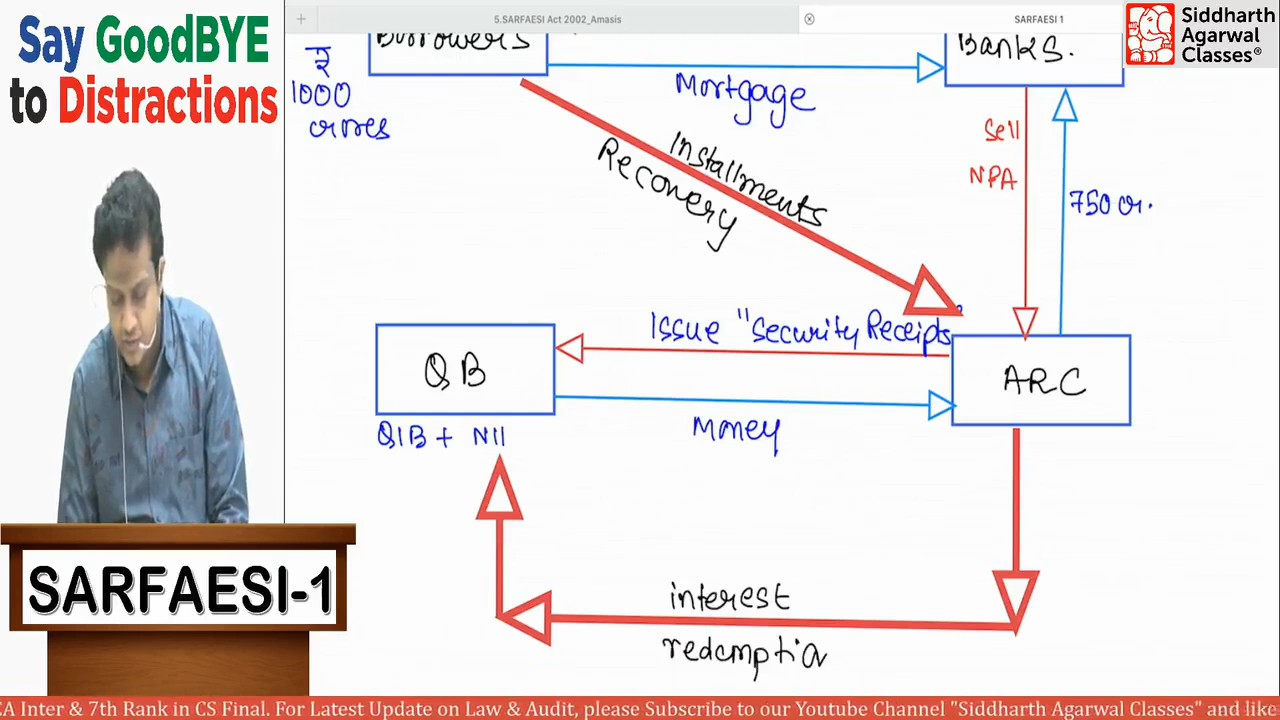 Say GoodBYE
to Distractions
5.SARFAESI Act 2002_Amasis
SARFAESI 1
Siddharth
Agarwal
Classes®
Borrowers
Banks.
₹
1000
crores
Mortgage
Sell
NPA
750 cr.
Installments
Recovery
Issue "Security Receipts"
QB
ARC
QIB + NII
Money
interest
redemptio
SARFAESI-1
CA Inter & 7th Rank in CS Final. For Latest Update on Law & Audit, please Subscribe to our Youtube Channel "Siddharth Agarwal Classes" and like